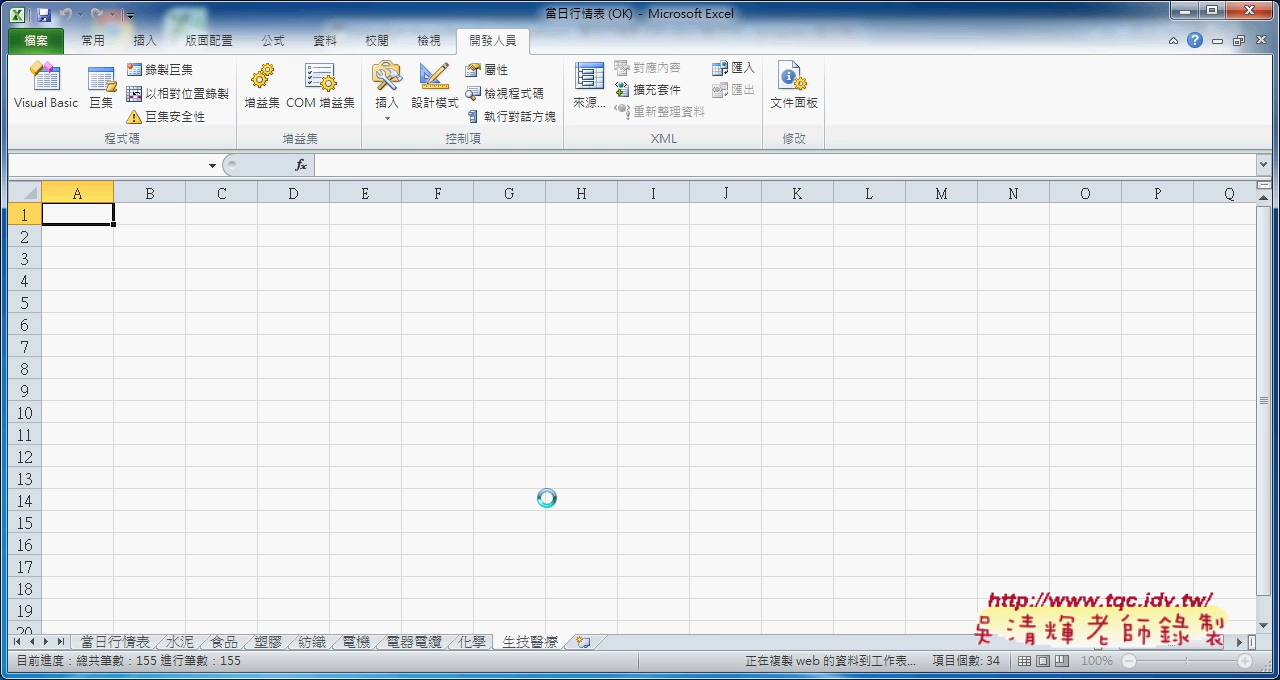 當日行情表 (OK) - Microsoft Excel
檔案 常用 插入 版面配置 公式 資料 校閱 檢視 開發人員
Visual Basic 巨集 錄製巨集 以相對位置錄製 巨集安全性 程式碼
增益集 COM 增益集 增益集
插入 設計模式 屬性 檢視程式碼 執行對話方塊 控制項
來源... 對應內容 擴充套件 重新整理資料 匯入 匯出 XML
文件面板 修改
fx
A B C D E F G H I J K L M N O P Q
1
2
3
4
5
6
7
8
9
10
11
12
13
14
15
16
17
18
19
20
http://www.tqc.idv.tw/
吳清輝老師錄製
當日行情表 水泥 食品 塑膠 紡織 電機 電器電纜 化學 生技醫療
目前進度：總共筆數：155 進行筆數：155 正在複製 web 的資料到工作表... 項目個數: 34 100%